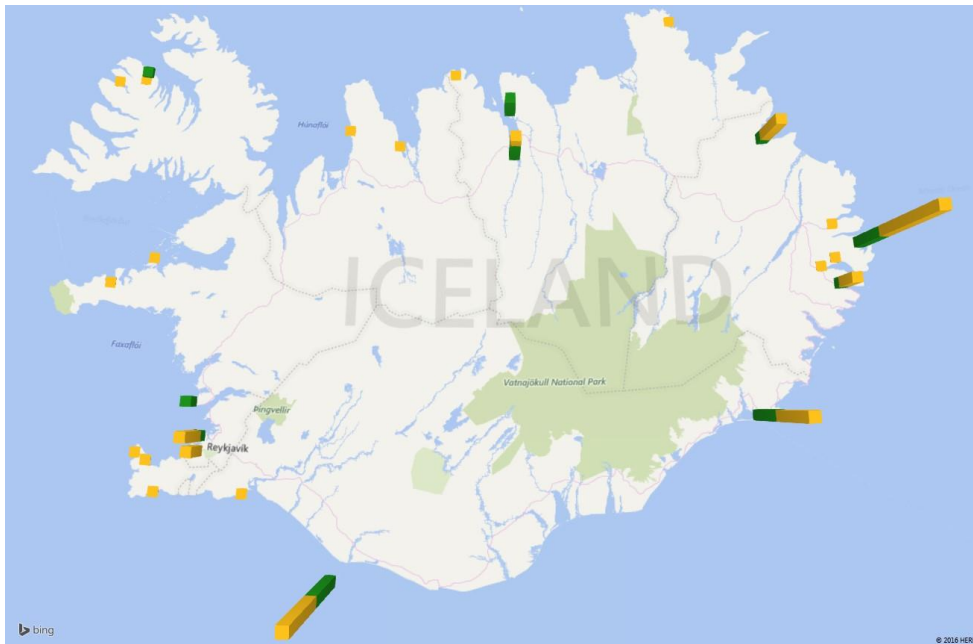 Húnaflói
ICELAND
Faxaflói
Vatnajökull National Park
Þingvellir
Reykjavík
bing
© 2016 HERE